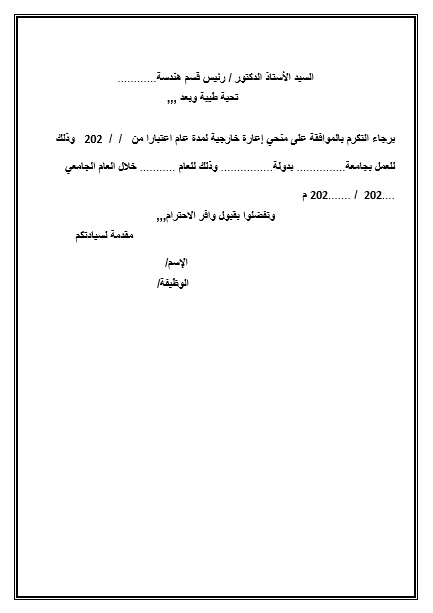 السيد الأستاذ الدكتور / رئيس قسم هندسة............
تحية طيبة وبعد ,,,
برجاء التكرم بالموافقة على منحي إعارة خارجية لمدة عام اعتبارا من / / 202 وذلك
للعمل بجامعة............... بدولة................ وذلك للعام ........... خلال العام الجامعي
....202 / .......202 م
وتفضلوا بقبول وافر الاحترام,,,
مقدمة لسيادتكم
الإسم/
الوظيفة/